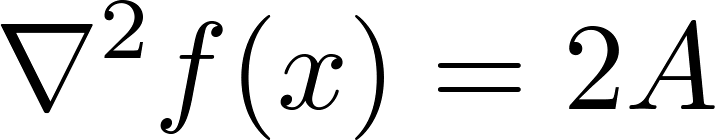 ∇²f(x) = 2A